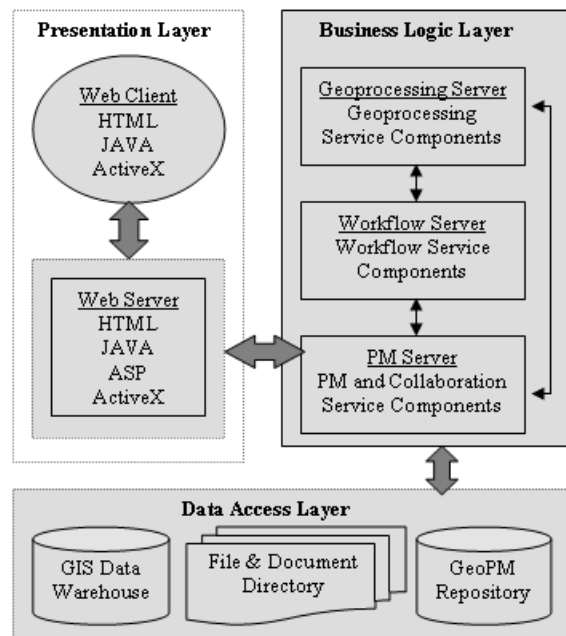 Presentation Layer
Web Client
HTML
JAVA
ActiveX
Web Server
HTML
JAVA
ASP
ActiveX
Business Logic Layer
Geoprocessing Server
Geoprocessing
Service Components
Workflow Server
Workflow Service
Components
PM Server
PM and Collaboration
Service Components
Data Access Layer
GIS Data
Warehouse
File & Document
Directory
GeoPM
Repository